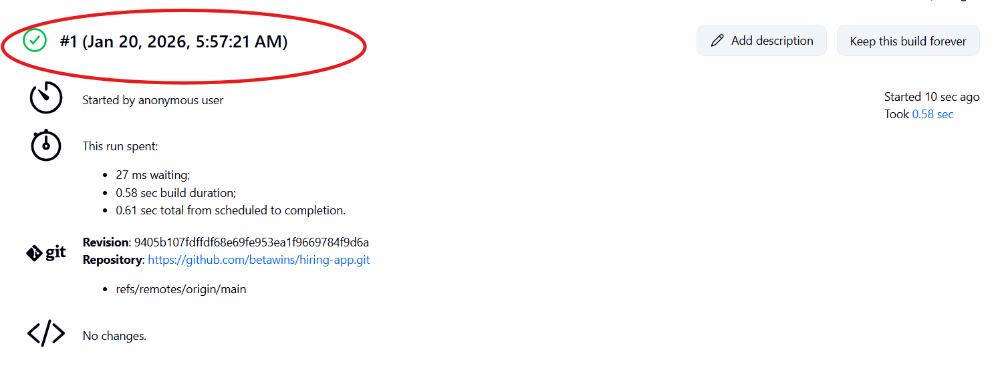 #1 (Jan 20, 2026, 5:57:21 AM)
Add description
Keep this build forever
Started by anonymous user
Started 10 sec ago
Took 0.58 sec
This run spent:
27 ms waiting;
0.58 sec build duration;
0.61 sec total from scheduled to completion.
git
Revision: 9405b107fdffdf68e69fe953ea1f9669784f9d6a
Repository: https://github.com/betawins/hiring-app.git
refs/remotes/origin/main
No changes.